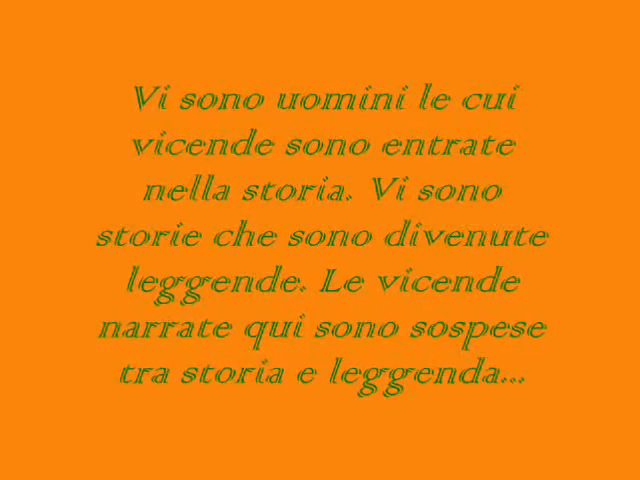 Vi sono uomini le cui
vicende sono entrate
nella storia. Vi sono
storie che sono divenute
leggende. Le vicende
narrate qui sono sospese
tra storia e leggenda...